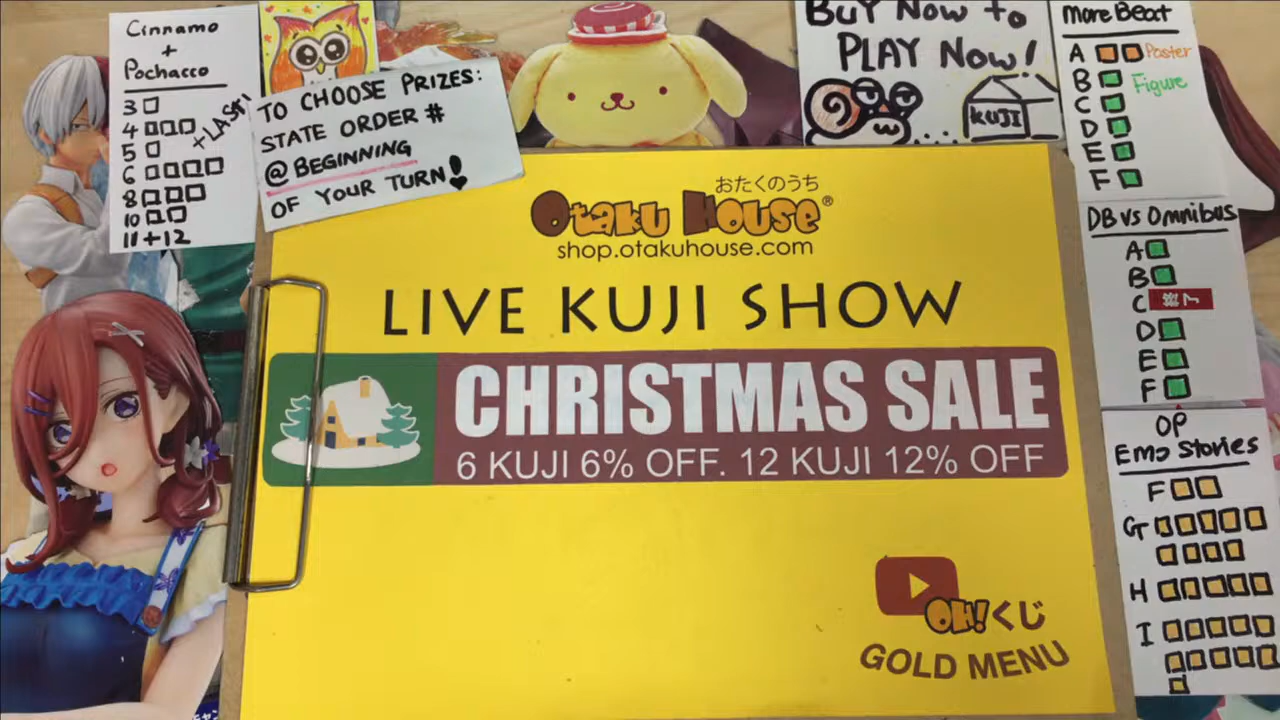 Cinnamo
+
Pochacco
3
4
5
6
8
10
11 + 12
+LAST 1
TO CHOOSE PRIZES:
STATE ORDER #
@BEGINNING
OF YOUR TURN!
BUY NOW to
PLAY NOW!
KUJI
おたくのうち
Otaku House®
shop.otakuhouse.com
LIVE KUJI SHOW
CHRISTMAS SALE
6 KUJI 6% OFF. 12 KUJI 12% OFF
OH!くじ
GOLD MENU
More Beat
A Poster
B Figure
C
D
E
F
DB VS Omnibus
A
B
C #7
D
E
F
OP
Emo Stories
F
G
H
I